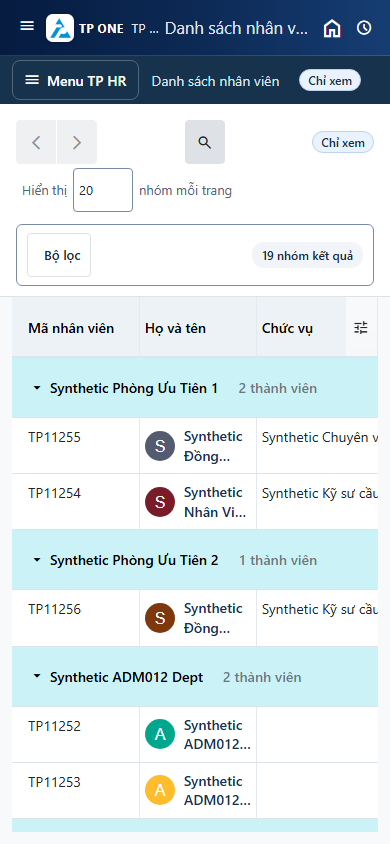 TP ONE TP ... Danh sách nhân v...
Menu TP HR Danh sách nhân viên Chỉ xem
Chỉ xem
Hiển thị 20 nhóm mỗi trang
Bộ lọc 19 nhóm kết quả
Mã nhân viên Họ và tên Chức vụ
Synthetic Phòng Ưu Tiên 1 2 thành viên
TP11255 S Synthetic Đồng... Synthetic Chuyên v
TP11254 S Synthetic Nhân Vi... Synthetic Kỹ sư cầu
Synthetic Phòng Ưu Tiên 2 1 thành viên
TP11256 S Synthetic Đồng... Synthetic Kỹ sư cầu
Synthetic ADM012 Dept 2 thành viên
TP11252 A Synthetic ADM012...
TP11253 A Synthetic ADM012...